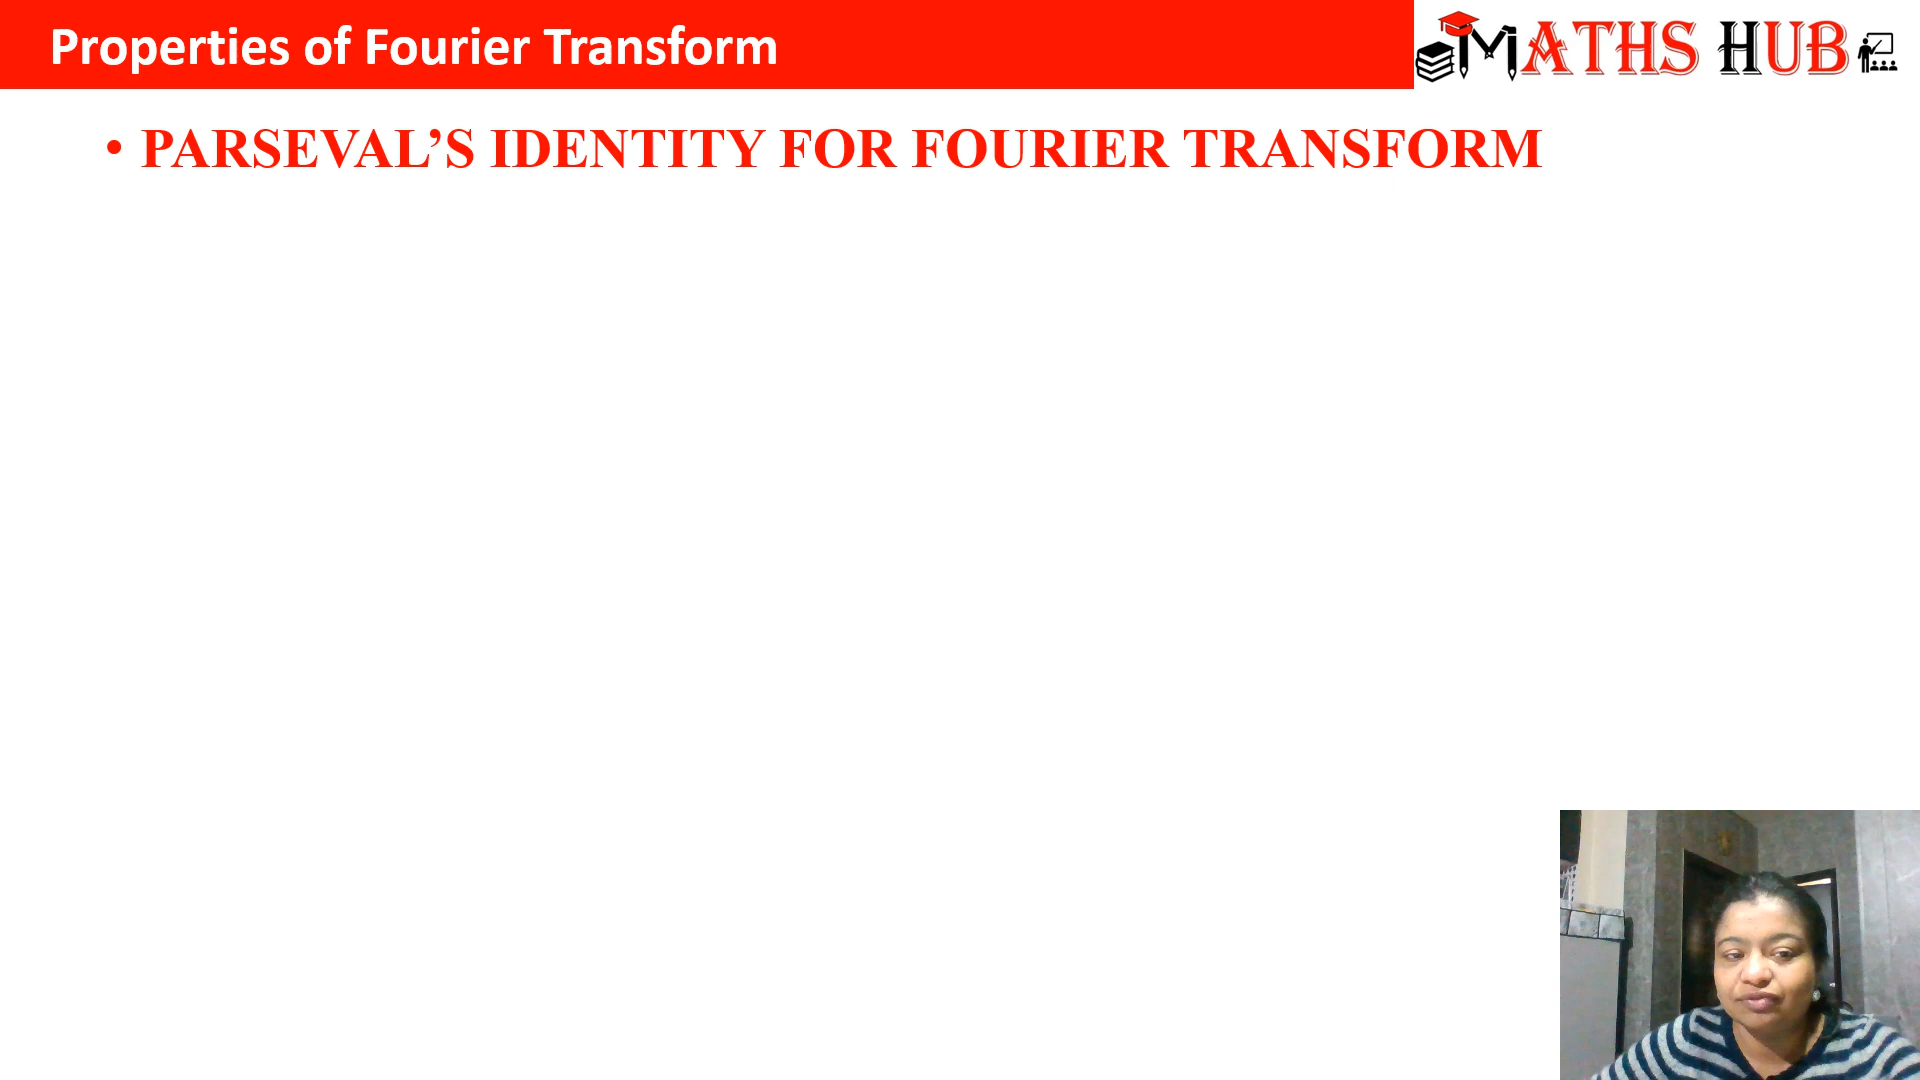 Properties of Fourier Transform
MATHS HUB
• PARSEVAL’S IDENTITY FOR FOURIER TRANSFORM